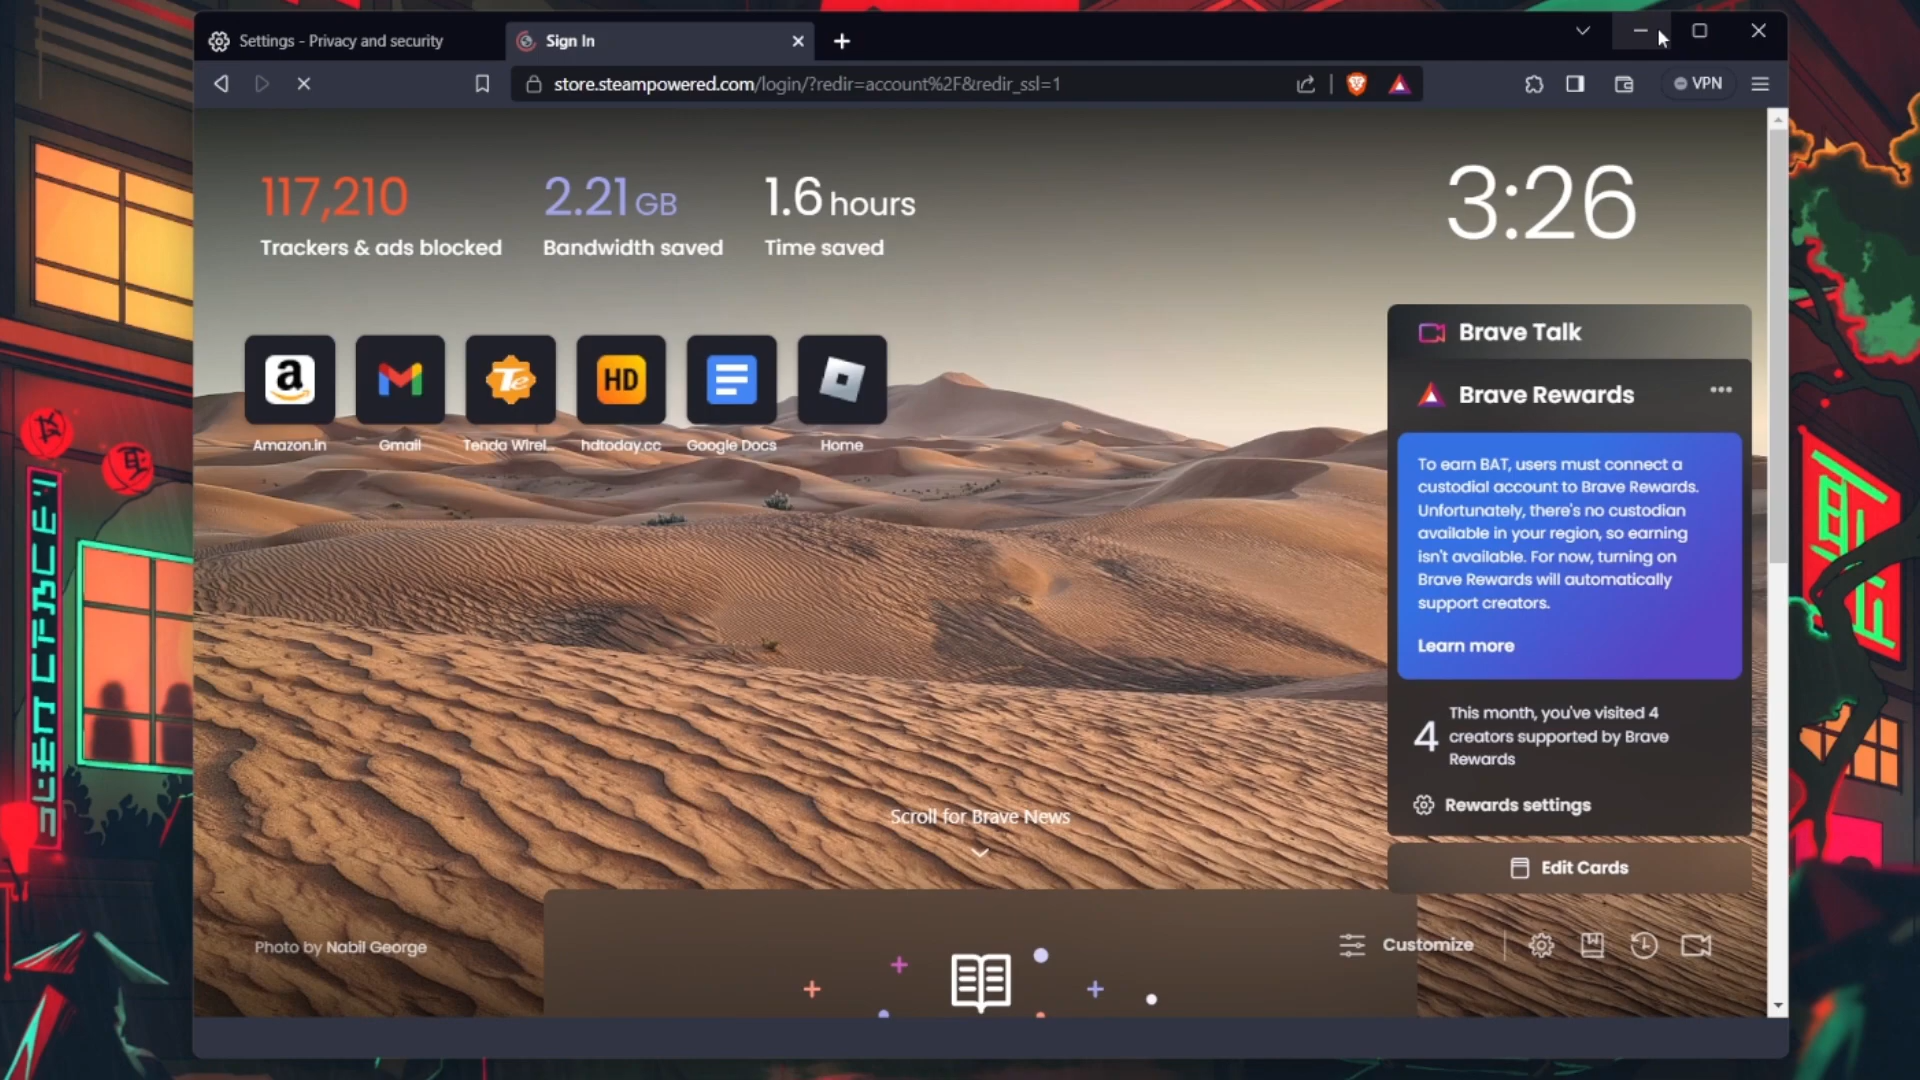 Settings - Privacy and security
Sign In
store.steampowered.com/login/?redir=account%2F&redir_ssl=1
VPN
117,210
Trackers & ads blocked
2.21 GB
Bandwidth saved
1.6 hours
Time saved
3:26
Amazon.in
Gmail
Tenda Wirel...
HD
hdtoday.cc
Google Docs
Home
Brave Talk
Brave Rewards
To earn BAT, users must connect a
custodial account to Brave Rewards.
Unfortunately, there's no custodian
available in your region, so earning
isn't available. For now, turning on
Brave Rewards will automatically
support creators.
Learn more
4
This month, you've visited 4
creators supported by Brave
Rewards
Rewards settings
Edit Cards
Scroll for Brave News
Photo by Nabil George
Customize